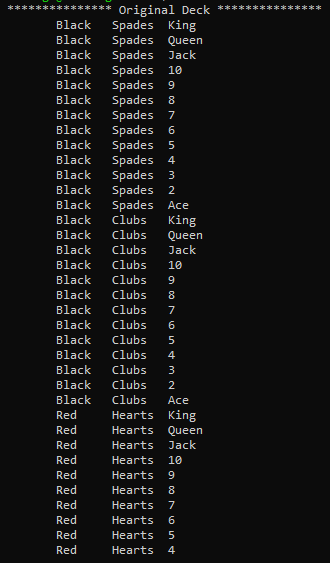 *************** Original Deck ***************
Black Spades King
Black Spades Queen
Black Spades Jack
Black Spades 10
Black Spades 9
Black Spades 8
Black Spades 7
Black Spades 6
Black Spades 5
Black Spades 4
Black Spades 3
Black Spades 2
Black Spades Ace
Black Clubs King
Black Clubs Queen
Black Clubs Jack
Black Clubs 10
Black Clubs 9
Black Clubs 8
Black Clubs 7
Black Clubs 6
Black Clubs 5
Black Clubs 4
Black Clubs 3
Black Clubs 2
Black Clubs Ace
Red Hearts King
Red Hearts Queen
Red Hearts Jack
Red Hearts 10
Red Hearts 9
Red Hearts 8
Red Hearts 7
Red Hearts 6
Red Hearts 5
Red Hearts 4